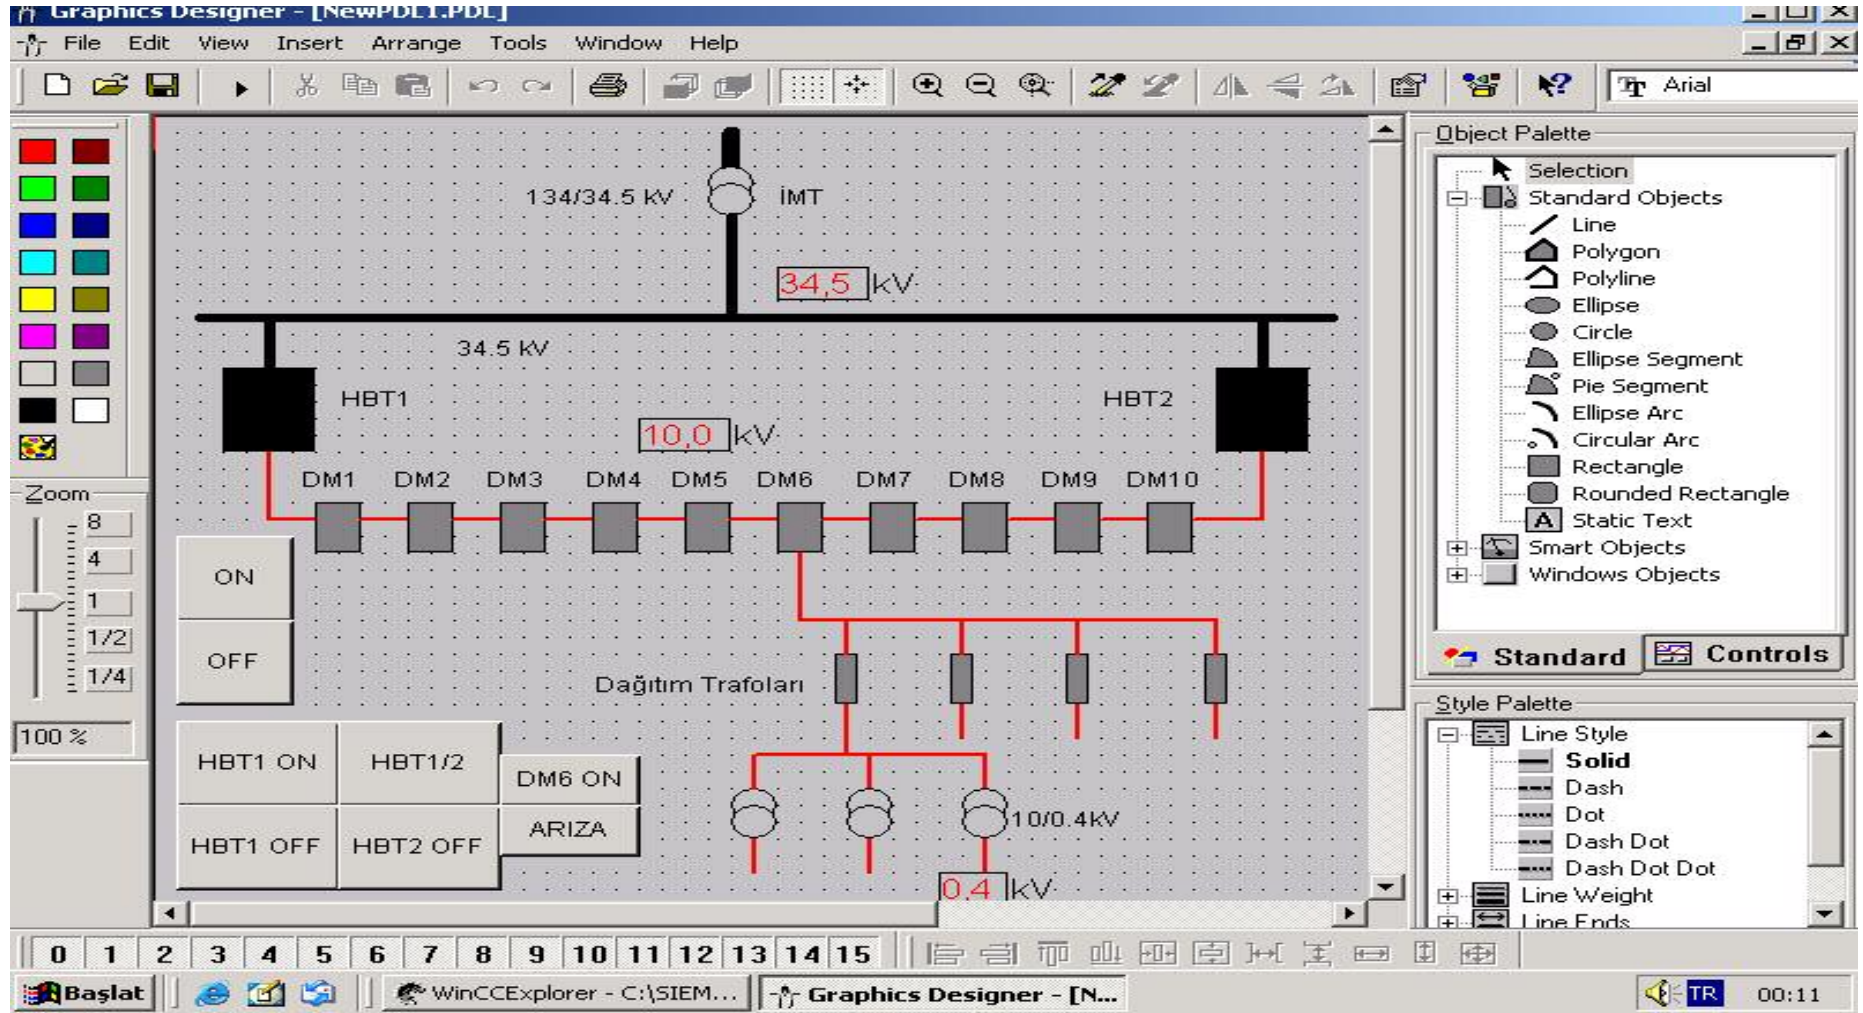 Graphics Designer - [NewPDL1.PDL]
File Edit View Insert Arrange Tools Window Help
Arial
134/34.5 kV İMT
34,5 kV
34.5 kV
HBT1 HBT2
10,0 kV
DM1 DM2 DM3 DM4 DM5 DM6 DM7 DM8 DM9 DM10
ON
OFF
Dağıtım Trafoları
HBT1 ON HBT1/2
DM6 ON
HBT1 OFF HBT2 OFF
ARIZA
10/0.4kV
0,4 kV
Zoom
8
4
1
1/2
1/4
100 %
Object Palette
Selection
Standard Objects
Line
Polygon
Polyline
Ellipse
Circle
Ellipse Segment
Pie Segment
Ellipse Arc
Circular Arc
Rectangle
Rounded Rectangle
A Static Text
Smart Objects
Windows Objects
Standard Controls
Style Palette
Line Style
Solid
Dash
Dot
Dash Dot
Dash Dot Dot
Line Weight
Line Ends
0 1 2 3 4 5 6 7 8 9 10 11 12 13 14 15
Başlat WinCCExplorer - C:\SIEM... Graphics Designer - [N... TR 00:11